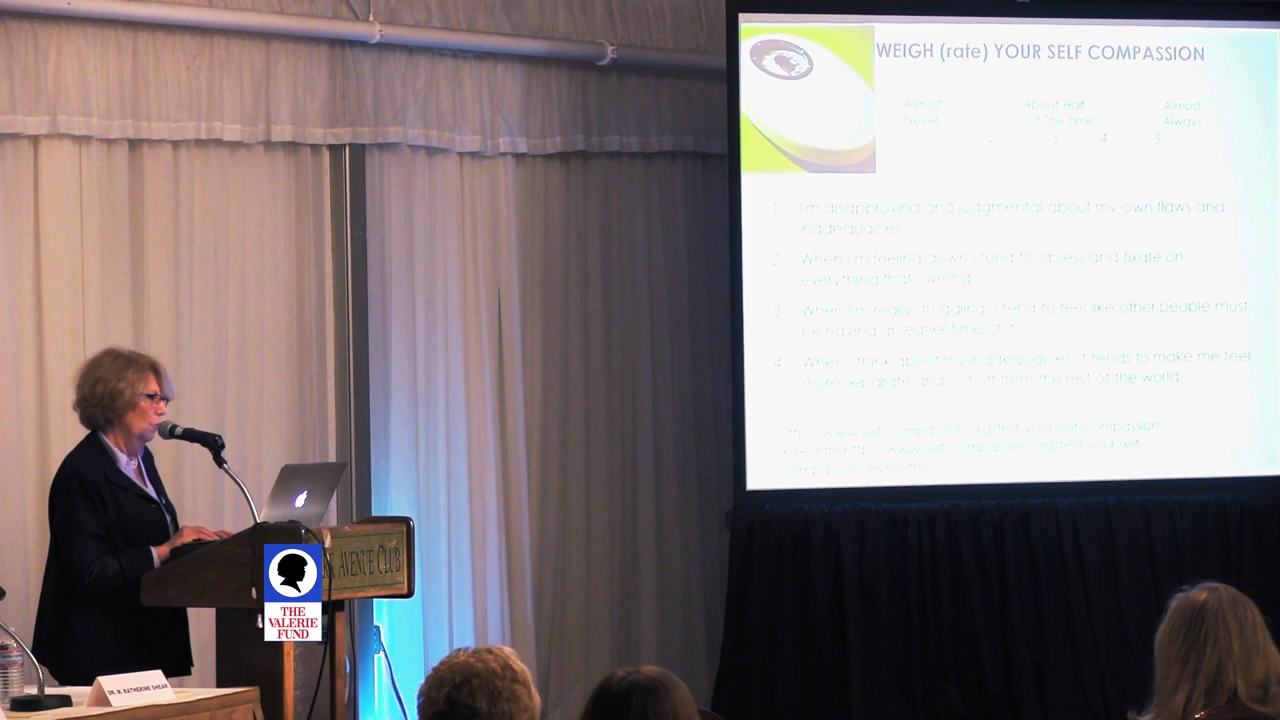 WEIGH (rate) YOUR SELF COMPASSION
Almost About Half Almost
Never Of The Time Always
1 2 3 4 5
1. I'm disapproving and judgmental about my own flaws and
inadequacies.
2. When I'm feeling down I tend to obsess and fixate on
everything that's wrong.
3. When I'm really struggling, I tend to feel like other people must
be having an easier time of it.
4. When I think about my inadequacies, it tends to make me feel
more separate and cut off from the rest of the world.
RK AVENUE CLUB
THE
VALERIE
FUND
DR. M. KATHERINE SHEAR